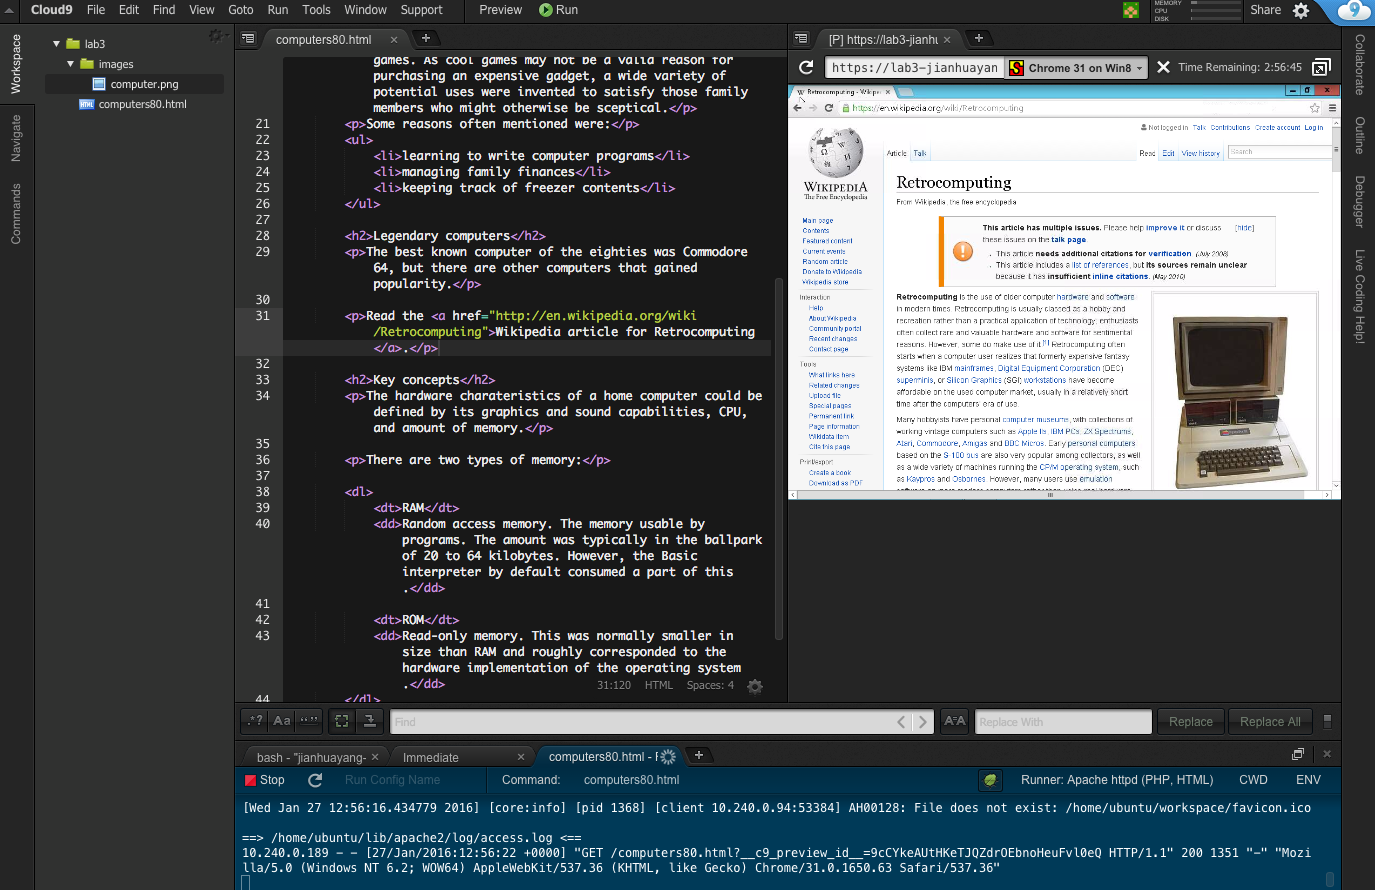 Cloud9 File Edit Find View Goto Run Tools Window Support Preview Run
MEMORY
CPU
DISK
Share
Workspace
Navigate
Commands
lab3
images
computer.png
computers80.html
computers80.html
games. As cool games may not be a valid reason for
purchasing an expensive gadget, a wide variety of
potential uses were invented to satisfy those family
members who might otherwise be sceptical.</p>
21 <p>Some reasons often mentioned were:</p>
22 <ul>
23 <li>learning to write computer programs</li>
24 <li>managing family finances</li>
25 <li>keeping track of freezer contents</li>
26 </ul>
27
28 <h2>Legendary computers</h2>
29 <p>The best known computer of the eighties was Commodore
64, but there are other computers that gained
popularity.</p>
30
31 <p>Read the <a href="http://en.wikipedia.org/wiki
/Retrocomputing">Wikipedia article for Retrocomputing
</a>.</p>
32
33 <h2>Key concepts</h2>
34 <p>The hardware charateristics of a home computer could be
defined by its graphics and sound capabilities, CPU,
and amount of memory.</p>
35
36 <p>There are two types of memory:</p>
37
38 <dl>
39 <dt>RAM</dt>
40 <dd>Random access memory. The memory usable by
programs. The amount was typically in the ballpark
of 20 to 64 kilobytes. However, the Basic
interpreter by default consumed a part of this
.</dd>
41
42 <dt>ROM</dt>
43 <dd>Read-only memory. This was normally smaller in
size than RAM and roughly corresponded to the
hardware implementation of the operating system
.</dd>
44 </dl>
31:120 HTML Spaces: 4
[P] https://lab3-jianhu
https://lab3-jianhuayan Chrome 31 on Win8 Time Remaining: 2:56:45
Retrocomputing - Wikipe
https://en.wikipedia.org/wiki/Retrocomputing
Not logged in Talk Contributions Create account Log in
Article Talk Read Edit View history Search
WIKIPEDIA
The Free Encyclopedia
Main page
Contents
Featured content
Current events
Random article
Donate to Wikipedia
Wikipedia store
Interaction
Help
About Wikipedia
Community portal
Recent changes
Contact page
Tools
What links here
Related changes
Upload file
Special pages
Permanent link
Page information
Wikidata item
Cite this page
Print/export
Create a book
Download as PDF
Retrocomputing
From Wikipedia, the free encyclopedia
This article has multiple issues. Please help improve it or discuss [hide]
these issues on the talk page.
This article needs additional citations for verification. (July 2008)
This article includes a list of references, but its sources remain unclear
because it has insufficient inline citations. (May 2010)
Retrocomputing is the use of older computer hardware and software
in modern times. Retrocomputing is usually classed as a hobby and
recreation rather than a practical application of technology; enthusiasts
often collect rare and valuable hardware and software for sentimental
reasons. However, some do make use of it.[1] Retrocomputing often
starts when a computer user realizes that formerly expensive fantasy
systems like IBM mainframes, Digital Equipment Corporation (DEC)
superminis, or Silicon Graphics (SGI) workstations have become
affordable on the used computer market, usually in a relatively short
time after the computers' era of use.
Many hobbyists have personal computer museums, with collections of
working vintage computers such as Apple IIs, IBM PCs, ZX Spectrums,
Atari, Commodore, Amigas and BBC Micros. Early personal computers
based on the S-100 bus are also very popular among collectors, as well
as a wide variety of machines running the CP/M operating system, such
as Kaypros and Osbornes. However, many users use emulation
Collaborate
Outline
Debugger
Live Coding Help!
.* ? Aa “” Find A=A Replace With Replace Replace All
bash - "jianhuayang- Immediate computers80.html - F
Stop Run Config Name Command: computers80.html Runner: Apache httpd (PHP, HTML) CWD ENV
[Wed Jan 27 12:56:16.434779 2016] [core:info] [pid 1368] [client 10.240.0.94:53384] AH00128: File does not exist: /home/ubuntu/workspace/favicon.ico
==> /home/ubuntu/lib/apache2/log/access.log <==
10.240.0.189 - - [27/Jan/2016:12:56:22 +0000] "GET /computers80.html?__c9_preview_id__=9cCYkeAUtHKeTJQZdrOEbnoHeuFvl0eQ HTTP/1.1" 200 1351 "-" "Mozi
lla/5.0 (Windows NT 6.2; WOW64) AppleWebKit/537.36 (KHTML, like Gecko) Chrome/31.0.1650.63 Safari/537.36"